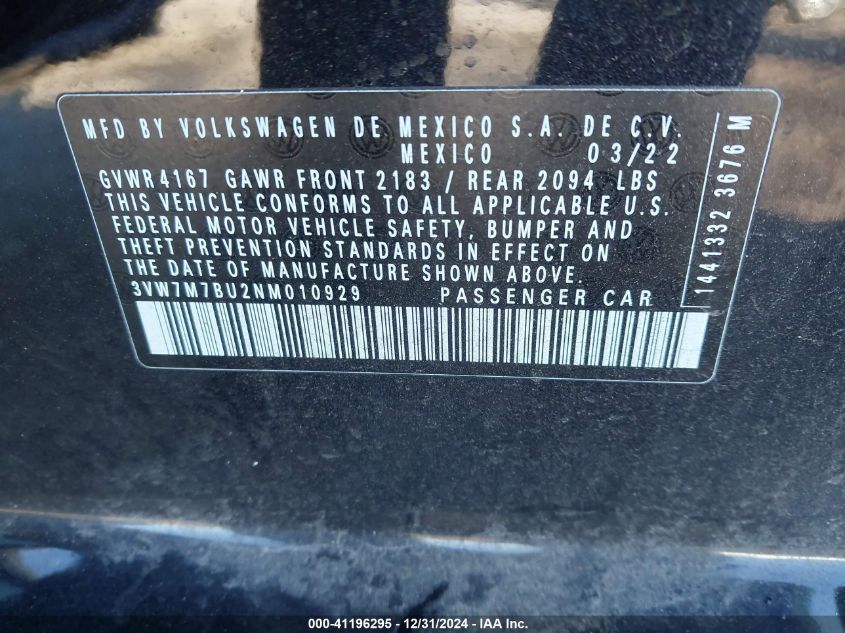 MFD BY VOLKSWAGEN DE MEXICO S.A. DE C.V.
MEXICO 03/22
GVWR 4167 GAWR FRONT 2183 / REAR 2094 LBS
THIS VEHICLE CONFORMS TO ALL APPLICABLE U.S.
FEDERAL MOTOR VEHICLE SAFETY, BUMPER AND
THEFT PREVENTION STANDARDS IN EFFECT ON
THE DATE OF MANUFACTURE SHOWN ABOVE.
3VW7M7BU2NM010929 PASSENGER CAR
1441332 3676 M
000-41196295 - 12/31/2024 - IAA Inc.